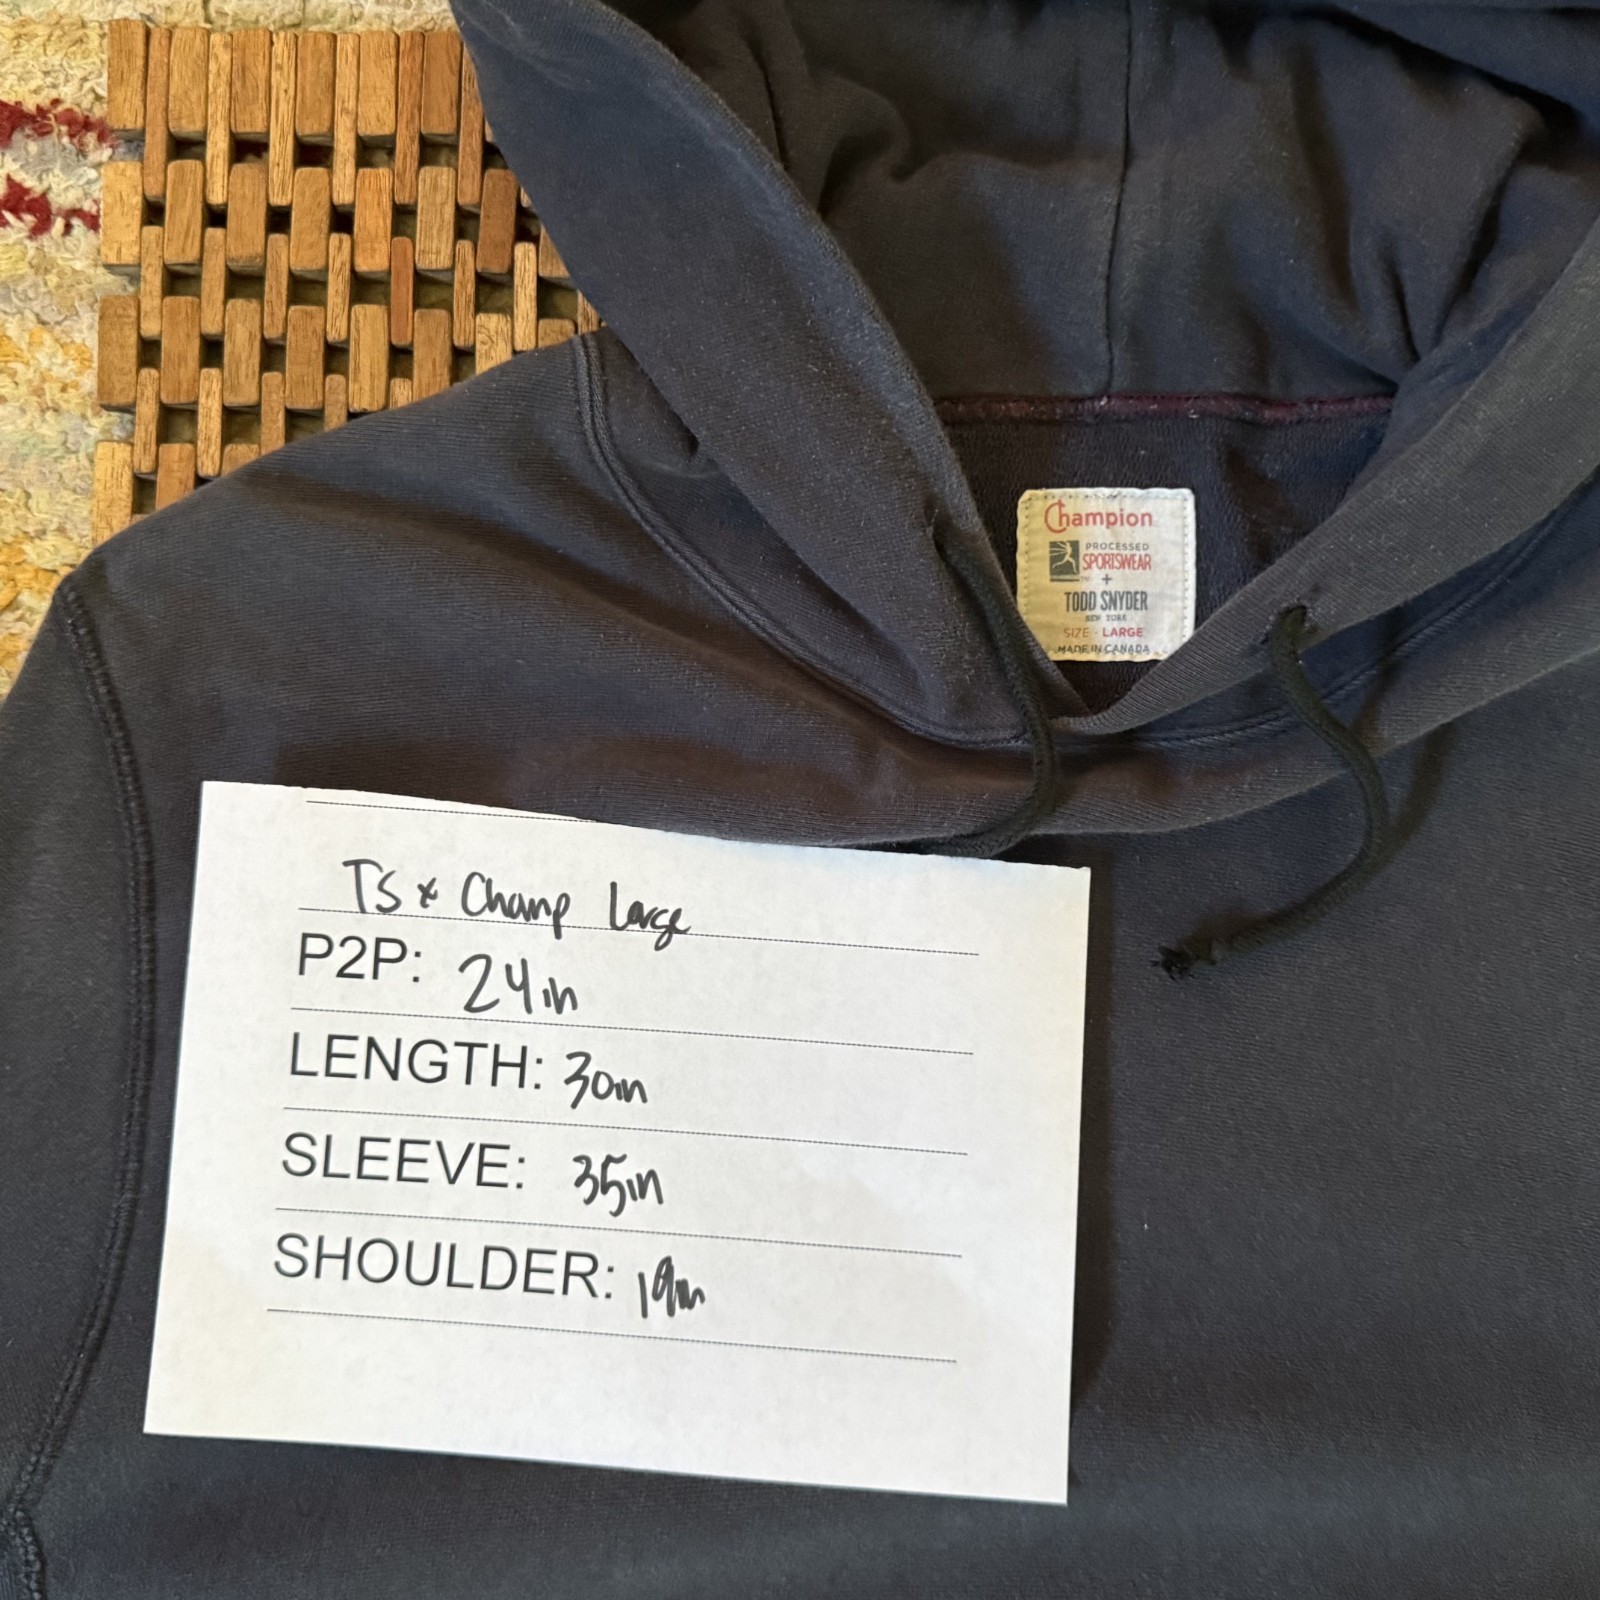 Champion
PROCESSED
SPORTSWEAR
TM +
TODD SNYDER
NEW YORK
SIZE - LARGE
MADE IN CANADA
TS x Champ Large
P2P: 24in
LENGTH: 30in
SLEEVE: 35in
SHOULDER: 19in